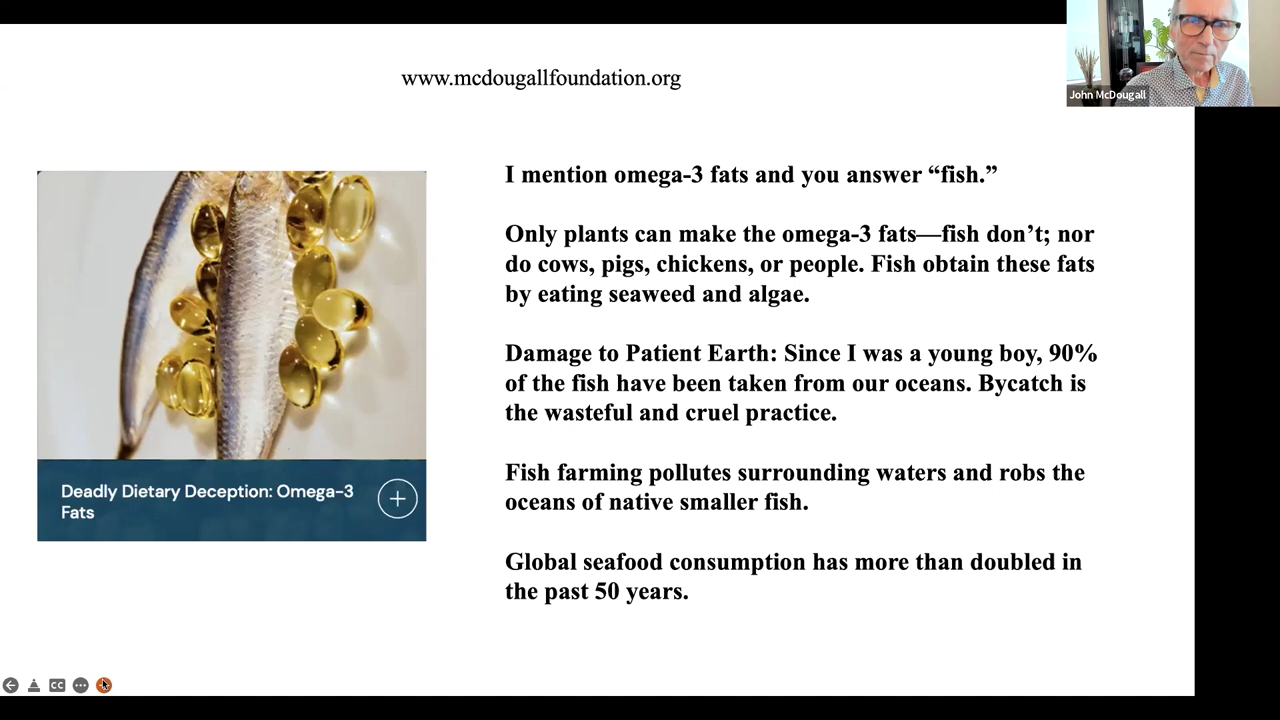 www.mcdougallfoundation.org
John McDougall
I mention omega-3 fats and you answer “fish.”
Only plants can make the omega-3 fats—fish don’t; nor
do cows, pigs, chickens, or people. Fish obtain these fats
by eating seaweed and algae.
Damage to Patient Earth: Since I was a young boy, 90%
of the fish have been taken from our oceans. Bycatch is
the wasteful and cruel practice.
Fish farming pollutes surrounding waters and robs the
oceans of native smaller fish.
Global seafood consumption has more than doubled in
the past 50 years.
Deadly Dietary Deception: Omega-3
Fats
CC